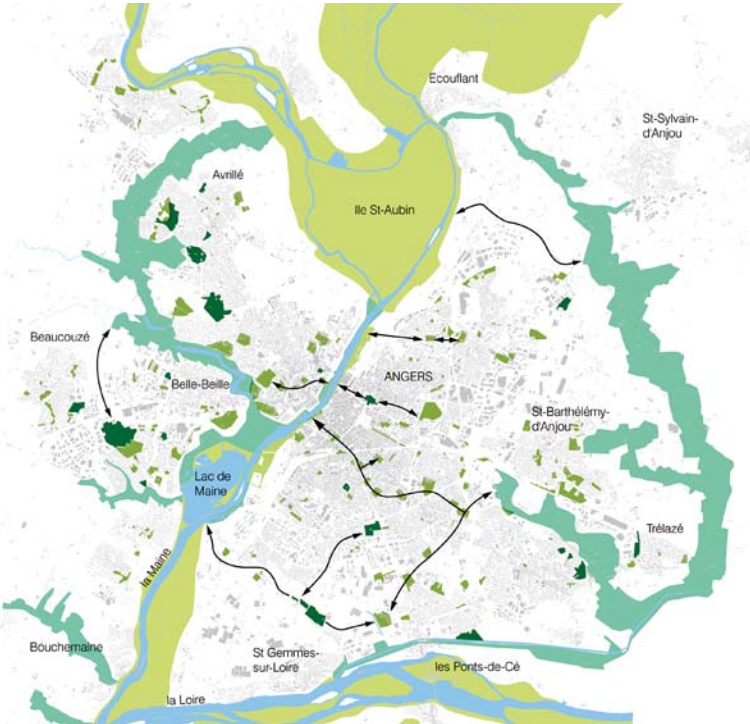 Ecouflant
St-Sylvain-
d'Anjou
Avrillé
Ile St-Aubin
Beaucouzé
Belle-Beille
ANGERS
St-Barthélémy-
d'Anjou
Lac de
Maine
Trélazé
la Maine
Bouchemaine
St Gemmes-
sur-Loire
les Ponts-de-Cé
la Loire